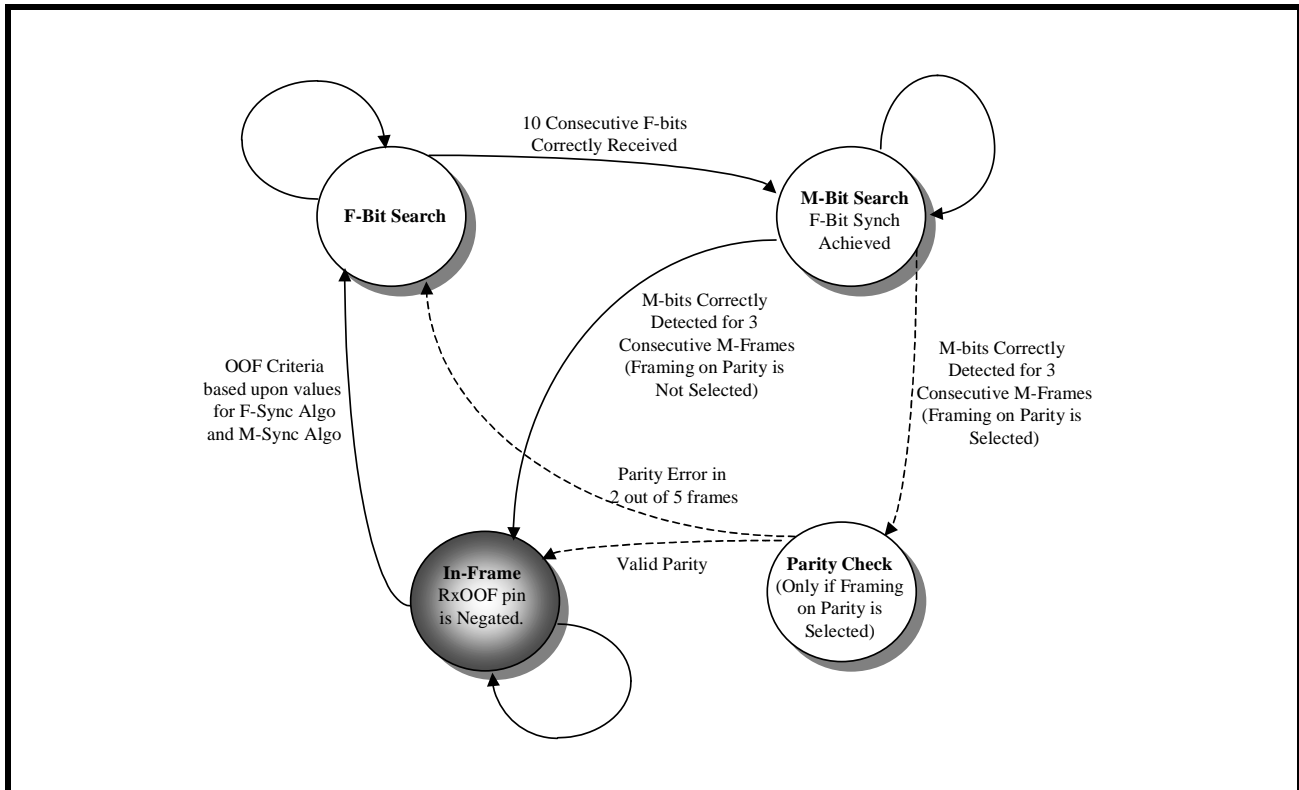 10 Consecutive F-bits
Correctly Received
F-Bit Search
M-Bit Search
F-Bit Synch
Achieved
M-bits Correctly
Detected for 3
Consecutive M-Frames
(Framing on Parity is
Not Selected)
M-bits Correctly
Detected for 3
Consecutive M-Frames
(Framing on Parity is
Selected)
OOF Criteria
based upon values
for F-Sync Algo
and M-Sync Algo
Parity Error in
2 out of 5 frames
Valid Parity
In-Frame
RxOOF pin
is Negated.
Parity Check
(Only if Framing
on Parity is
Selected)